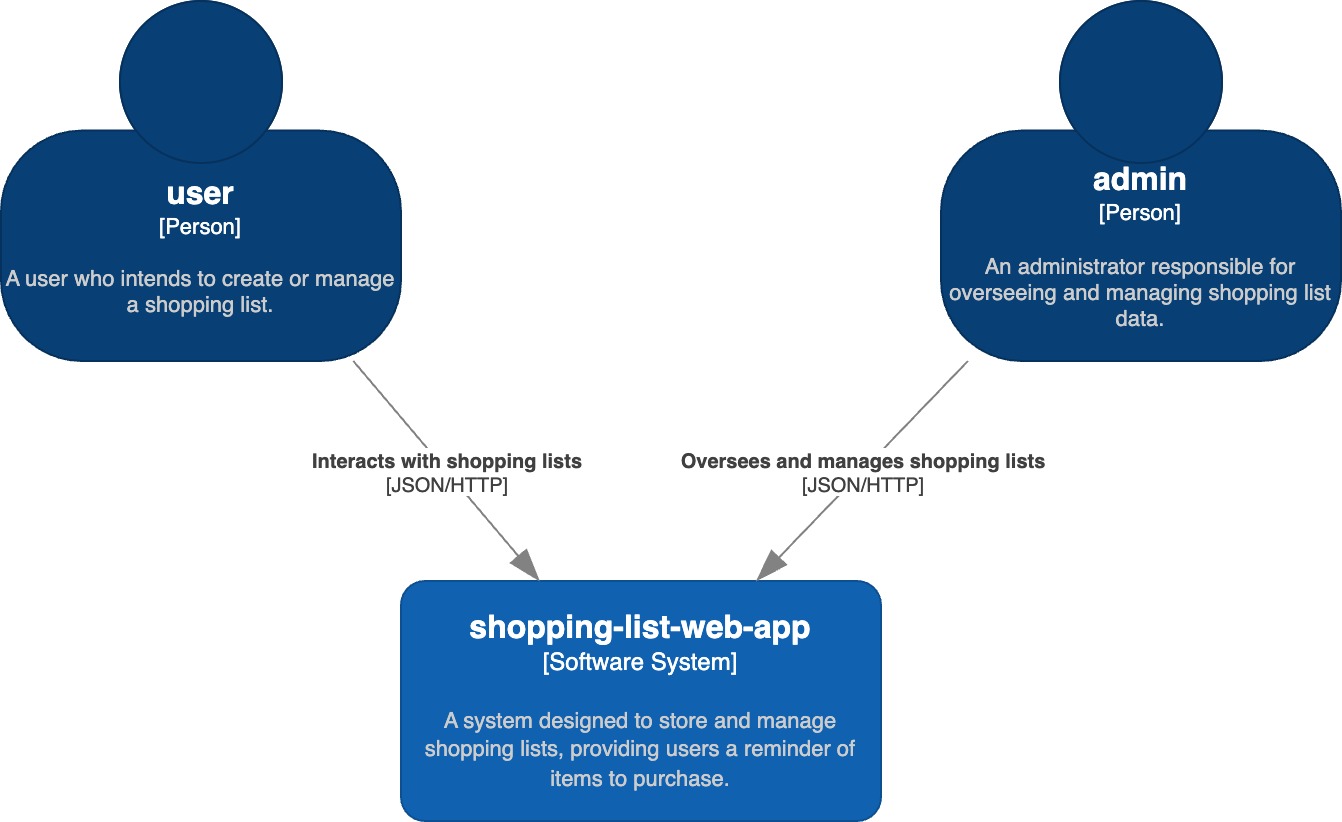 user
[Person]
A user who intends to create or manage
a shopping list.
admin
[Person]
An administrator responsible for
overseeing and managing shopping list
data.
Interacts with shopping lists
[JSON/HTTP]
Oversees and manages shopping lists
[JSON/HTTP]
shopping-list-web-app
[Software System]
A system designed to store and manage
shopping lists, providing users a reminder of
items to purchase.